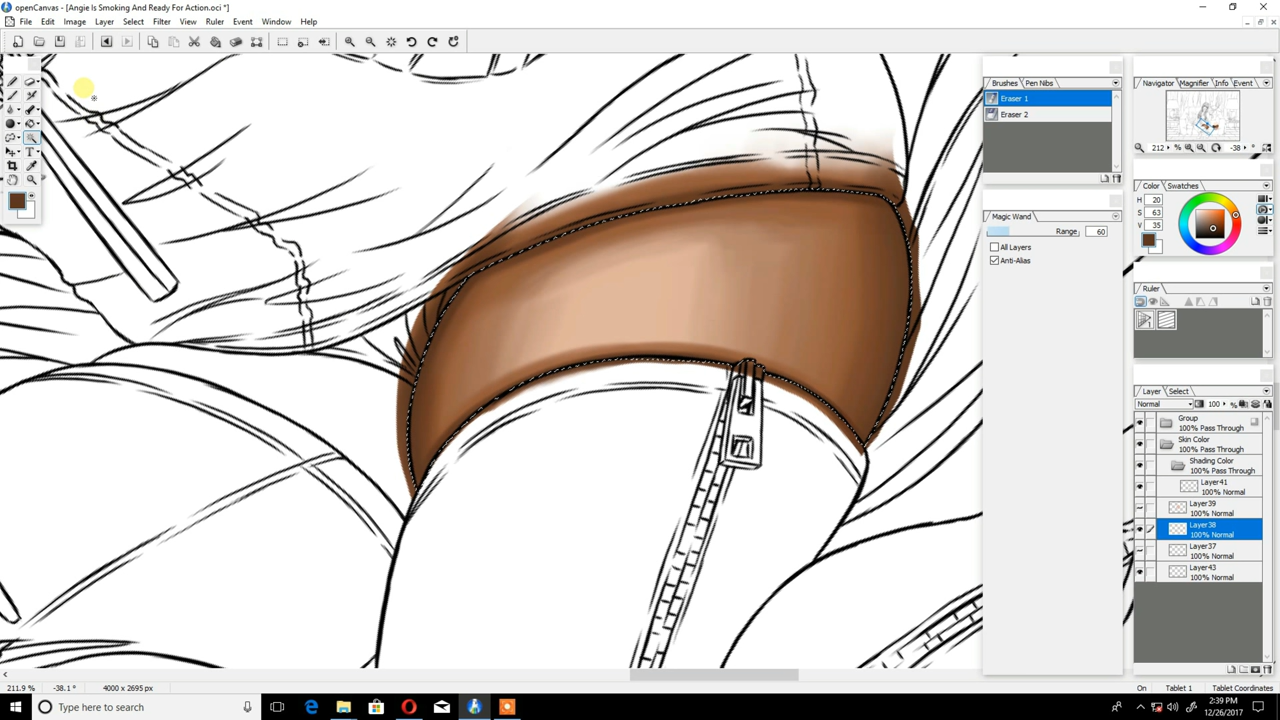 openCanvas - [Angie Is Smoking And Ready For Action.oci *]
File Edit Image Layer Select Filter View Ruler Event Window Help
Brushes Pen Nibs
Eraser 1
Eraser 2
Magic Wand
Range: 60
All Layers
Anti-Alias
Navigator Magnifier Info Event
212 % -38 °
Color Swatches
H 20
S 63
V 35
Ruler
Layer Select
Normal 100 %
Group
100% Pass Through
Skin Color
100% Pass Through
Shading Color
100% Pass Through
Layer41
100% Normal
Layer39
100% Normal
Layer38
100% Normal
Layer37
100% Normal
Layer43
100% Normal
211.9 % -38.1 ° 4000 x 2695 px
On Tablet 1 Tablet Coordinates
Type here to search
2:39 PM
12/26/2017